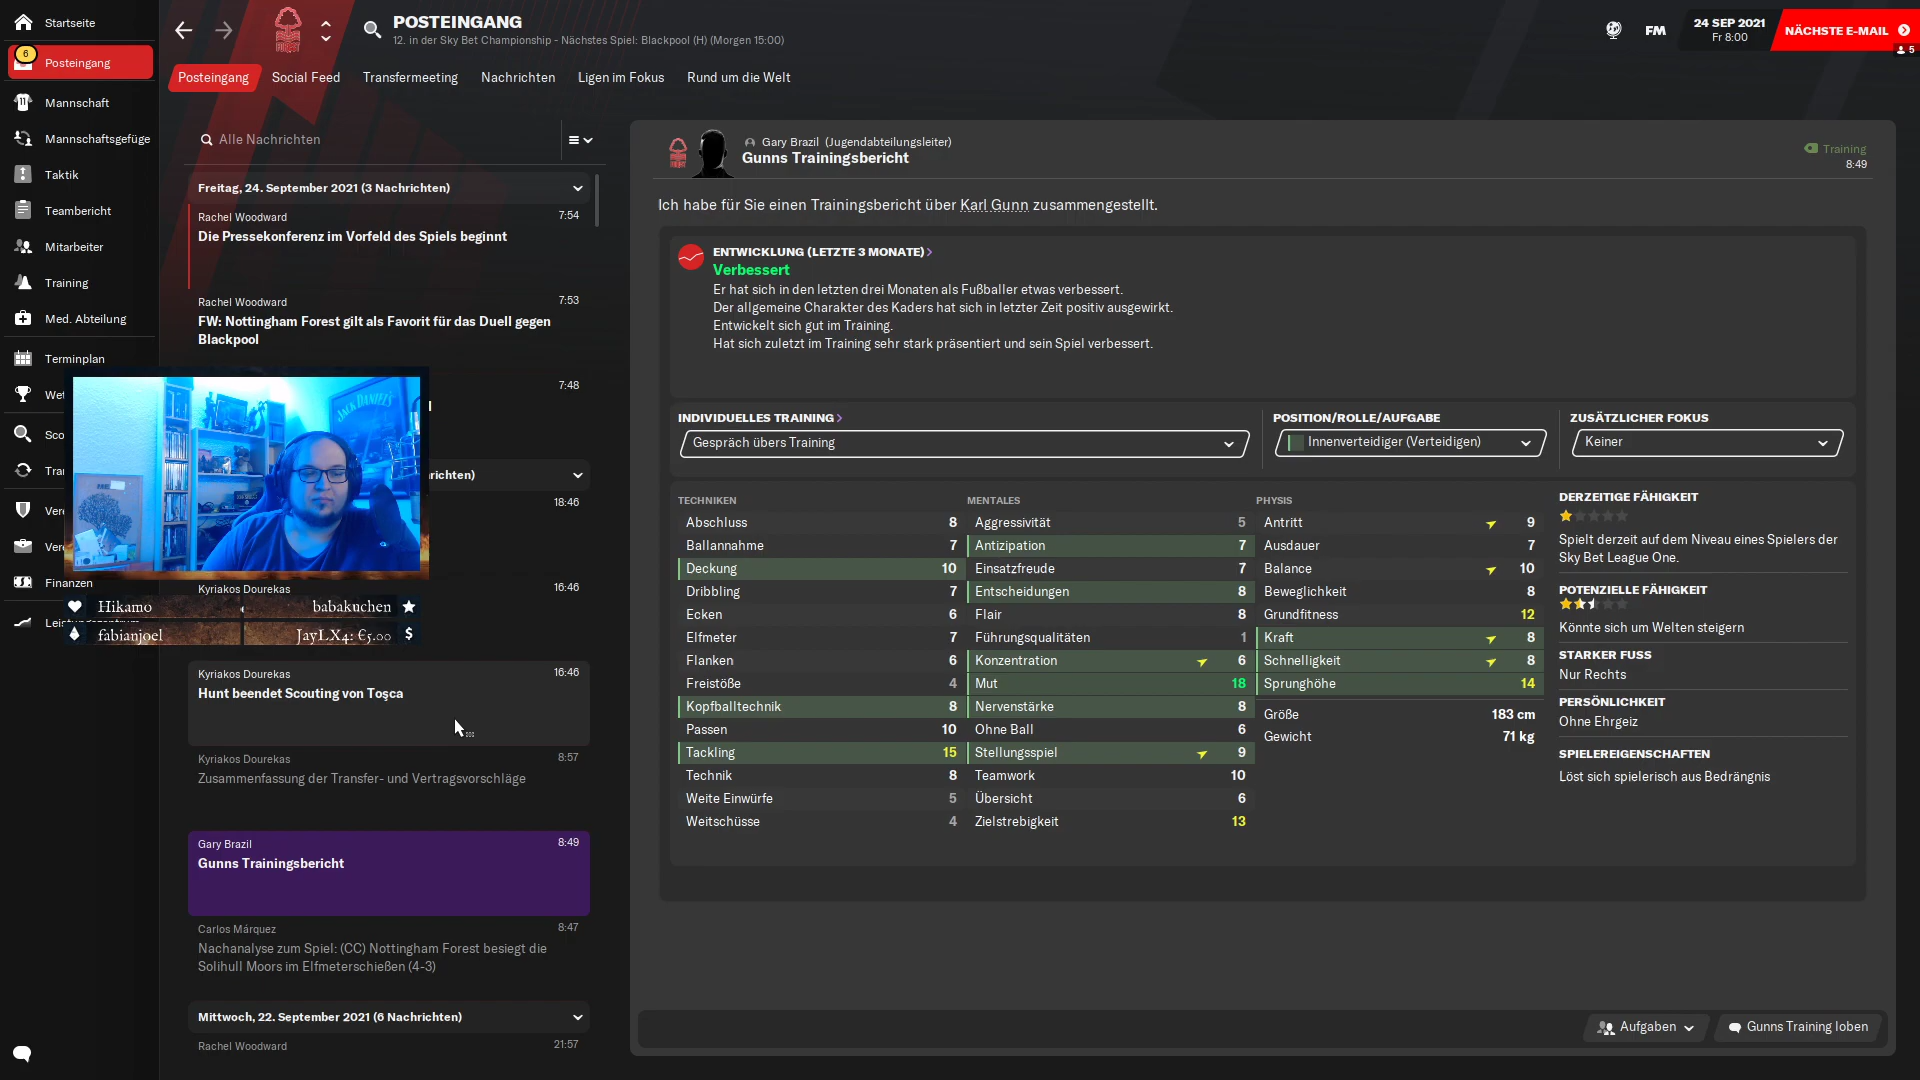 Startseite
6
Posteingang
Mannschaft
Mannschaftsgefüge
Taktik
Teambericht
Mitarbeiter
Training
Med. Abteilung
Terminplan
Finanzen
POSTEINGANG
12. in der Sky Bet Championship - Nächstes Spiel: Blackpool (H) (Morgen 15:00)
FM
24 SEP 2021
Fr 8:00
NÄCHSTE E-MAIL
5
Posteingang
Social Feed
Transfermeeting
Nachrichten
Ligen im Fokus
Rund um die Welt
Alle Nachrichten
Freitag, 24. September 2021 (3 Nachrichten)
Rachel Woodward 7:54
Die Pressekonferenz im Vorfeld des Spiels beginnt
Rachel Woodward 7:53
FW: Nottingham Forest gilt als Favorit für das Duell gegen
Blackpool
7:48
richten)
18:46
Kyriakos Dourekas 16:46
JACK DANIEL'S
Hikamo
babakuchen
fabianjoel
JayLX4: €5.00
Kyriakos Dourekas 16:46
Hunt beendet Scouting von Toşca
Kyriakos Dourekas 8:57
Zusammenfassung der Transfer- und Vertragsvorschläge
Gary Brazil 8:49
Gunns Trainingsbericht
Carlos Márquez 8:47
Nachanalyse zum Spiel: (CC) Nottingham Forest besiegt die
Solihull Moors im Elfmeterschießen (4-3)
Mittwoch, 22. September 2021 (6 Nachrichten)
Rachel Woodward 21:57
Gary Brazil (Jugendabteilungsleiter)
Gunns Trainingsbericht
Training
8:49
Ich habe für Sie einen Trainingsbericht über Karl Gunn zusammengestellt.
ENTWICKLUNG (LETZTE 3 MONATE)
Verbessert
Er hat sich in den letzten drei Monaten als Fußballer etwas verbessert.
Der allgemeine Charakter des Kaders hat sich in letzter Zeit positiv ausgewirkt.
Entwickelt sich gut im Training.
Hat sich zuletzt im Training sehr stark präsentiert und sein Spiel verbessert.
INDIVIDUELLES TRAINING
Gespräch übers Training
POSITION/ROLLE/AUFGABE
Innenverteidiger (Verteidigen)
ZUSÄTZLICHER FOKUS
Keiner
TECHNIKEN
Abschluss 8
Ballannahme 7
Deckung 10
Dribbling 7
Ecken 6
Elfmeter 7
Flanken 6
Freistöße 4
Kopfballtechnik 8
Passen 10
Tackling 15
Technik 8
Weite Einwürfe 5
Weitschüsse 4
MENTALES
Aggressivität 5
Antizipation 7
Einsatzfreude 7
Entscheidungen 8
Flair 8
Führungsqualitäten 1
Konzentration 6
Mut 18
Nervenstärke 8
Ohne Ball 6
Stellungsspiel 9
Teamwork 10
Übersicht 6
Zielstrebigkeit 13
PHYSIS
Antritt 9
Ausdauer 7
Balance 10
Beweglichkeit 8
Grundfitness 12
Kraft 8
Schnelligkeit 8
Sprunghöhe 14
Größe 183 cm
Gewicht 71 kg
DERZEITIGE FÄHIGKEIT
Spielt derzeit auf dem Niveau eines Spielers der
Sky Bet League One.
POTENZIELLE FÄHIGKEIT
Könnte sich um Welten steigern
STARKER FUSS
Nur Rechts
PERSÖNLICHKEIT
Ohne Ehrgeiz
SPIELEREIGENSCHAFTEN
Löst sich spielerisch aus Bedrängnis
Aufgaben
Gunns Training loben